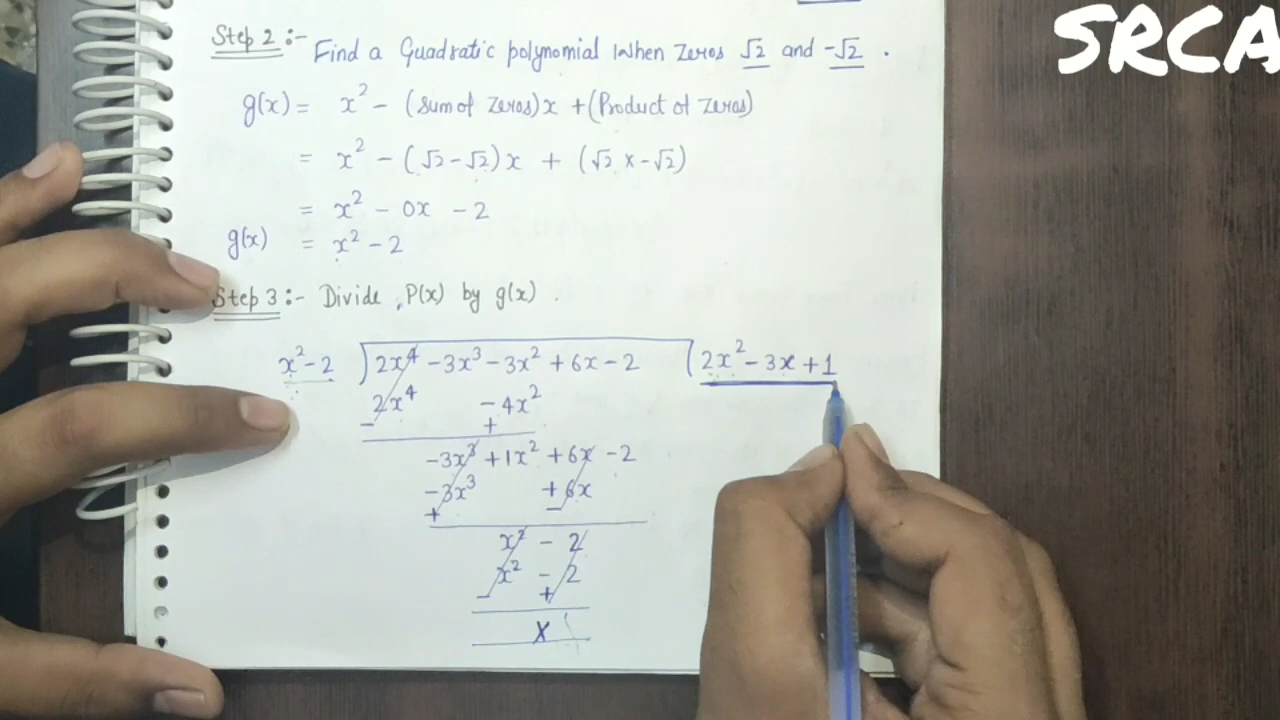 SRCA
Step 2 :- Find a Quadratic polynomial When Zeros √2 and -√2 .
g(x) = x² - (Sum of Zeros)x + (Product of Zeros)
= x² - (√2-√2)x + (√2 x -√2)
= x² - 0x - 2
g(x) = x² - 2
Step 3 :- Divide P(x) by g(x) .
x²-2 ) 2x⁴ -3x³ - 3x² + 6x - 2 ( 2x² - 3x + 1
2x⁴ - 4x²
- +
-3x³ +1x² +6x -2
-3x³ + 6x
+ -
x² - 2
x² - 2
- +
x